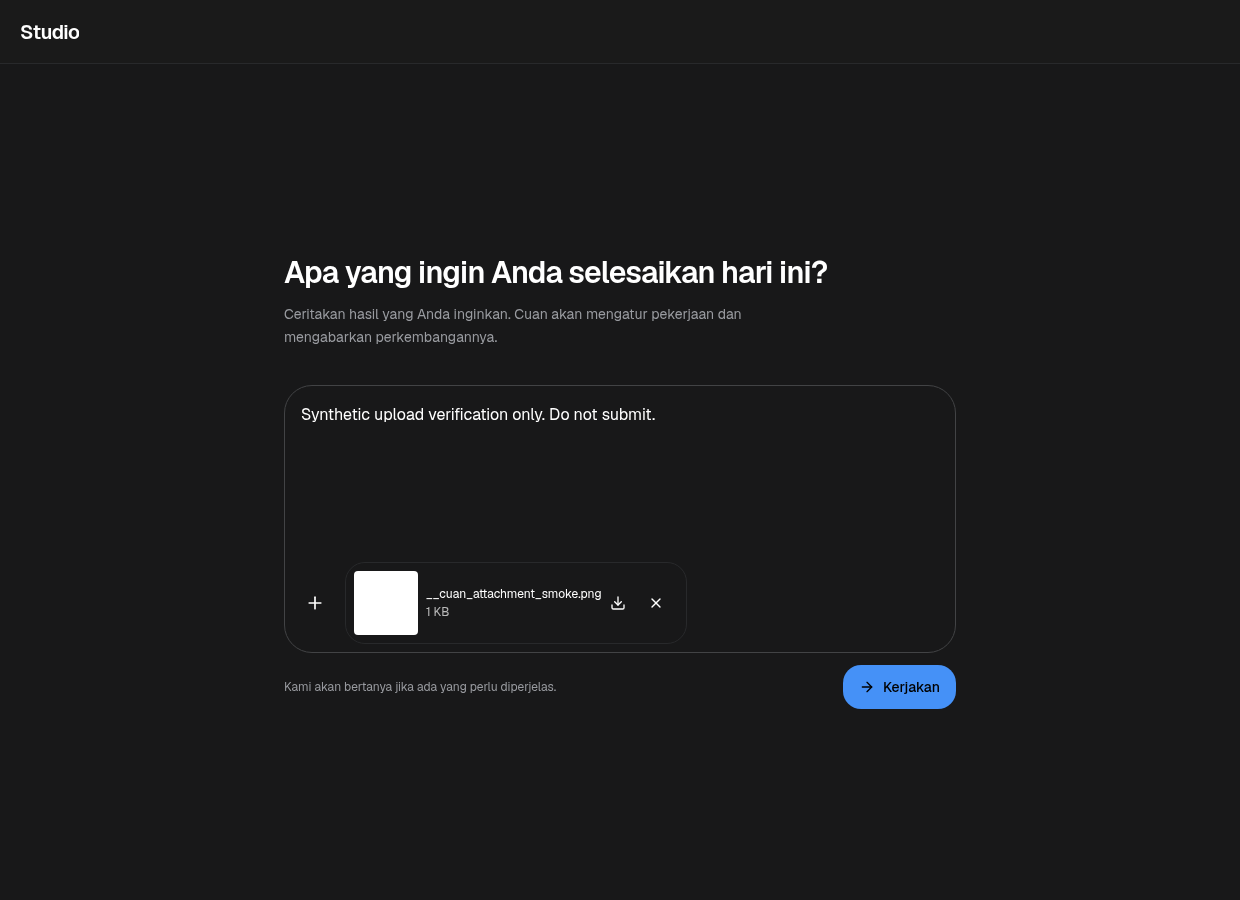 Studio
Apa yang ingin Anda selesaikan hari ini?
Ceritakan hasil yang Anda inginkan. Cuan akan mengatur pekerjaan dan
mengabarkan perkembangannya.
Synthetic upload verification only. Do not submit.
__cuan_attachment_smoke.png
1 KB
Kami akan bertanya jika ada yang perlu diperjelas.
Kerjakan